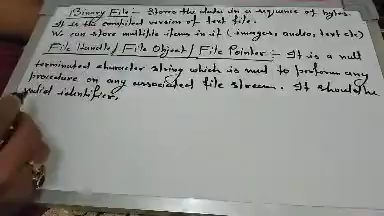 Binary File :- Stores the data in a sequence of bytes.
It is the compiled version of text file.
We can store multiple items in it (images, audio, text etc)
File Handle / File Object / File Pointer :- It is a null
terminated character string which is used to perform any
procedure on any associated file stream. It should be
valid identifier.